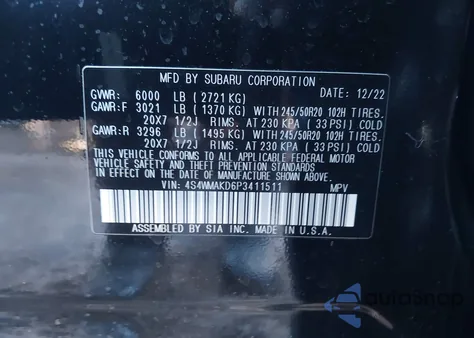 MFD BY SUBARU CORPORATION DATE: 12/22
GVWR: 6000 LB (2721 KG)
GAWR:F 3021 LB (1370 KG) WITH 245/50R20 102H TIRES.
20X7 1/2J RIMS. AT 230 KPA ( 33 PSI) COLD
GAWR:R 3296 LB (1495 KG) WITH 245/50R20 102H TIRES.
20X7 1/2J RIMS. AT 230 KPA ( 33 PSI) COLD
THIS VEHICLE CONFORMS TO ALL APPLICABLE FEDERAL MOTOR
VEHICLE SAFETY AND THEFT PREVENTION STANDARDS
IN EFFECT ON THE DATE OF MANUFACTURE SHOWN ABOVE.
VIN: 4S4WMAKD6P3411511 MPV
ASSEMBLED BY SIA INC. MADE IN U.S.A.
AutoSnap